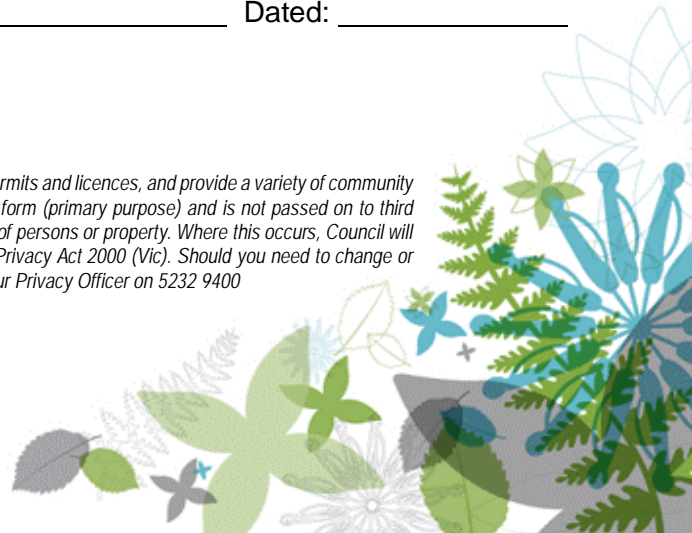 Dated:
rmits and licences, and provide a variety of community
form (primary purpose) and is not passed on to third
of persons or property. Where this occurs, Council will
Privacy Act 2000 (Vic). Should you need to change or
ur Privacy Officer on 5232 9400